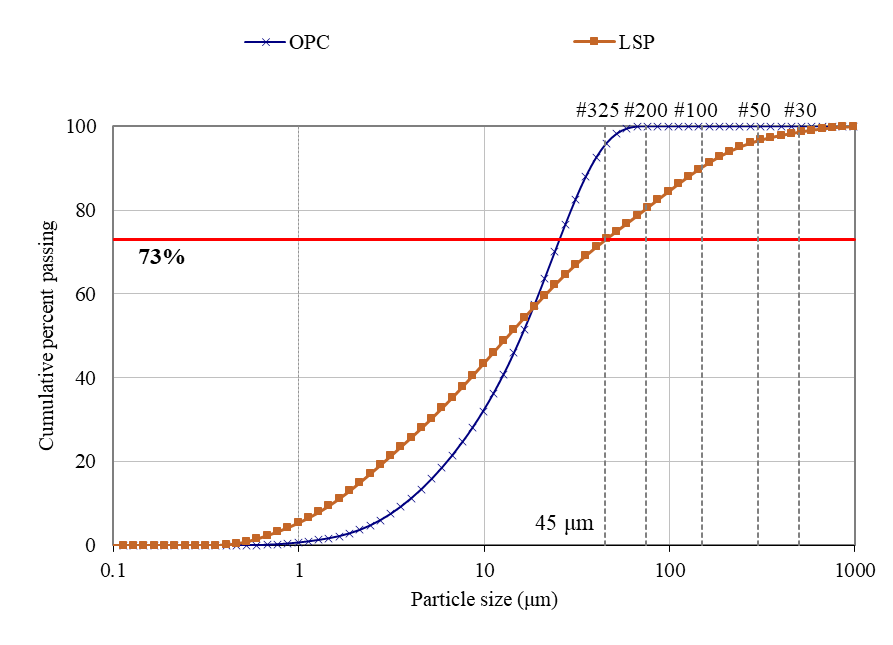 OPC LSP
#325 #200 #100 #50 #30
100
80
73%
60
40
20
45 μm
0
0.1 1 10 100 1000
Particle size (μm)
Cumulative percent passing